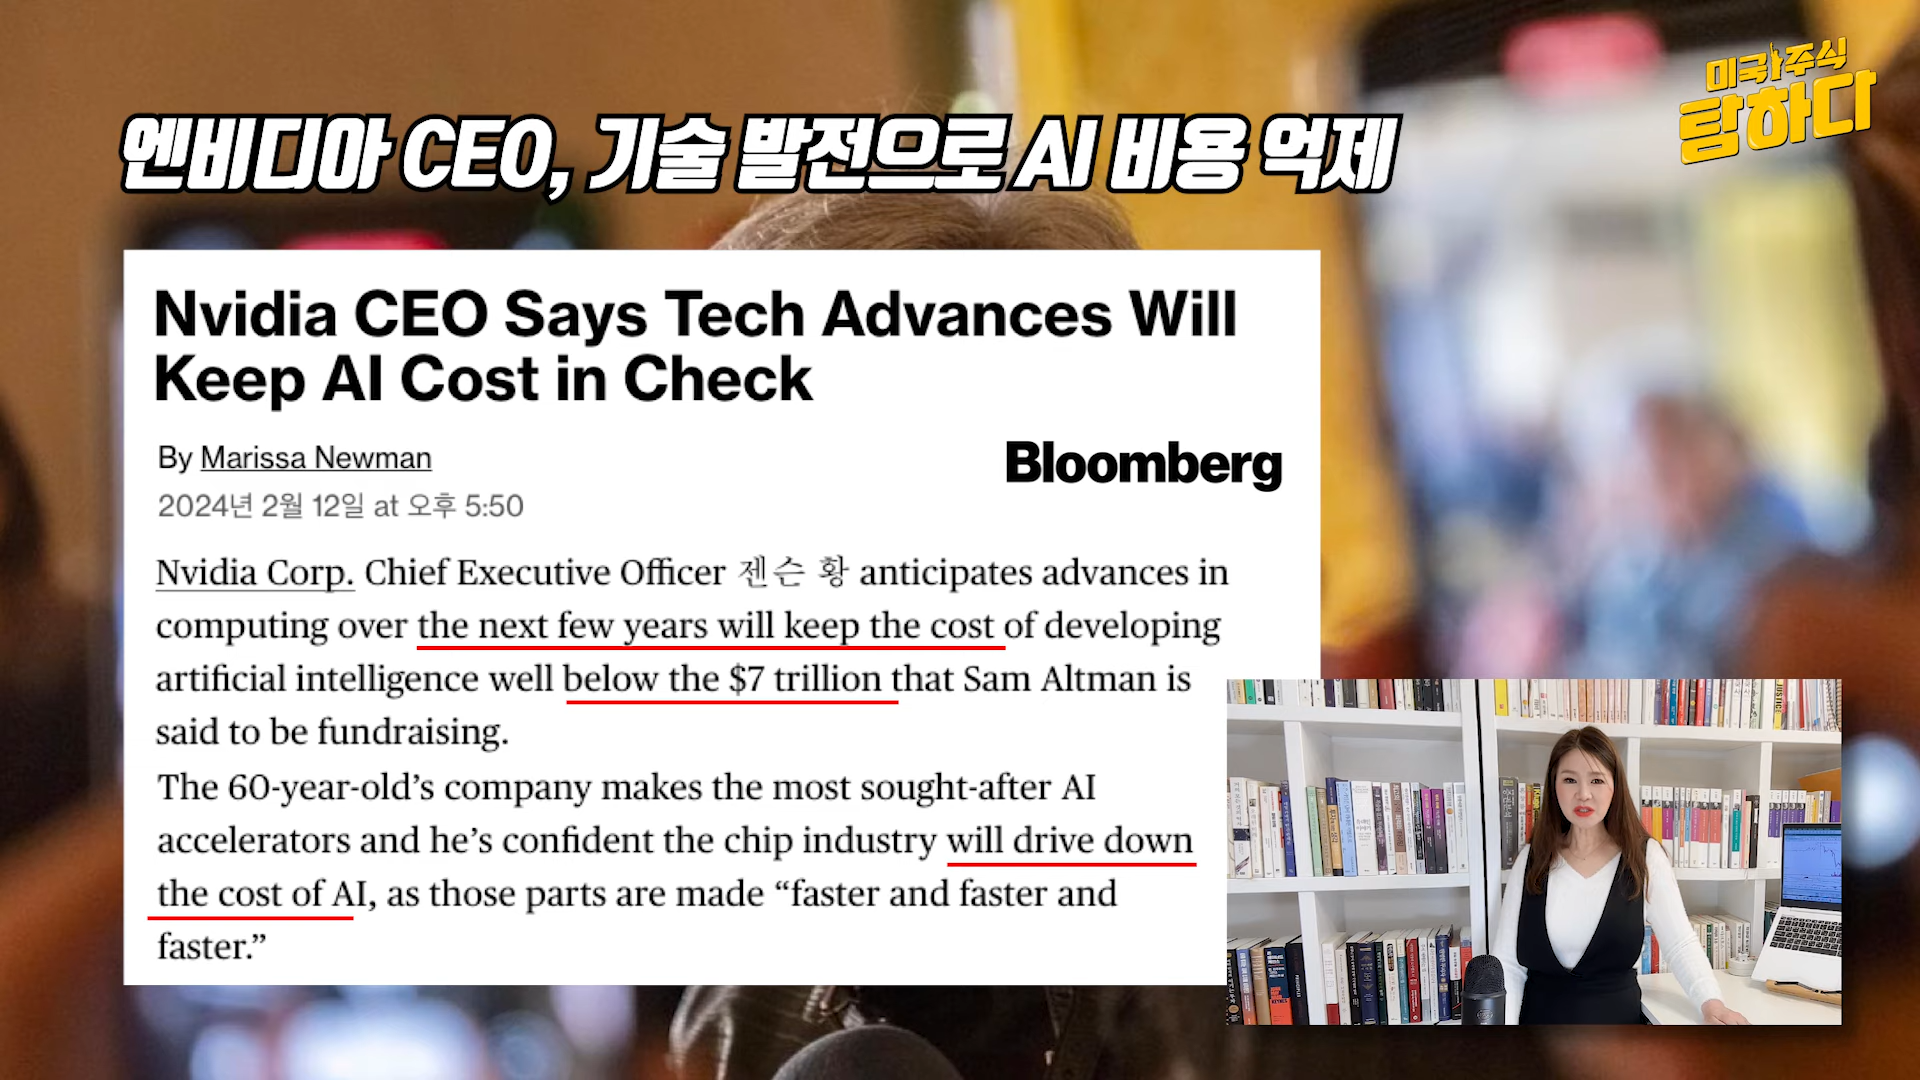 엔비디아 CEO, 기술 발전으로 AI 비용 억제
미국주식
탐하다
Nvidia CEO Says Tech Advances Will
Keep AI Cost in Check
By Marissa Newman
Bloomberg
2024년 2월 12일 at 오후 5:50
Nvidia Corp. Chief Executive Officer 젠슨 황 anticipates advances in
computing over the next few years will keep the cost of developing
artificial intelligence well below the $7 trillion that Sam Altman is
said to be fundraising.
The 60-year-old’s company makes the most sought-after AI
accelerators and he’s confident the chip industry will drive down
the cost of AI, as those parts are made “faster and faster and
faster.”
JUSTICE